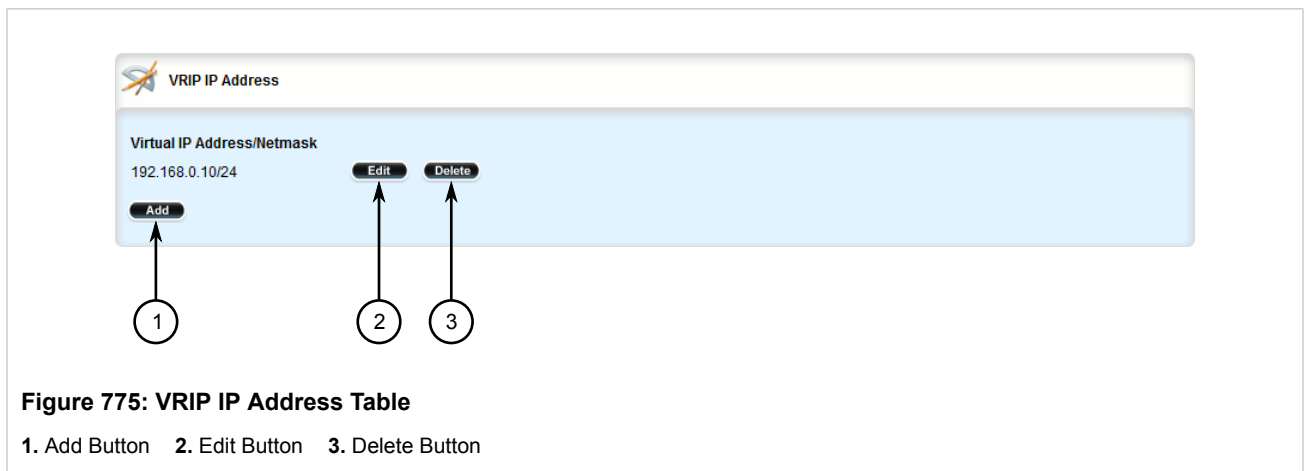 VRIP IP Address
Virtual IP Address/Netmask
192.168.0.10/24 Edit Delete
Add
1 2 3
Figure 775: VRIP IP Address Table
1. Add Button 2. Edit Button 3. Delete Button